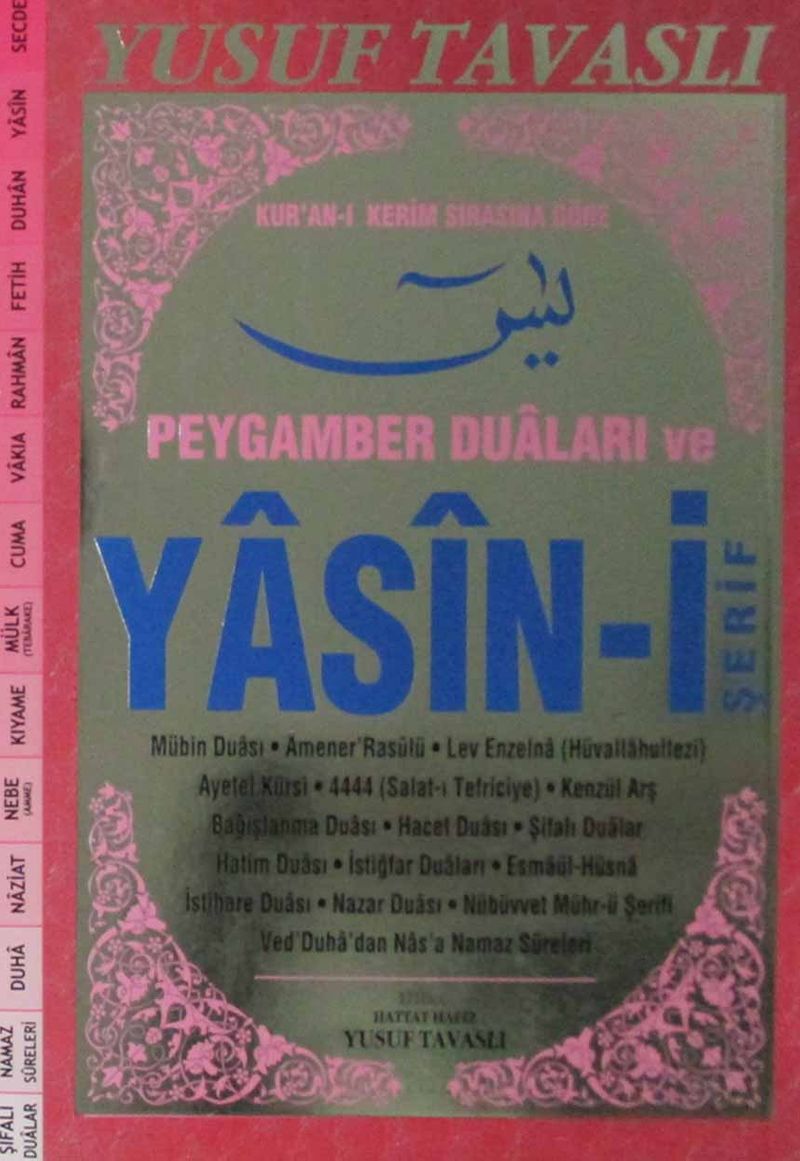 YUSUF TAVASLI
KUR'AN-I KERİM SIRASINA GÖRE
يس
PEYGAMBER DUÂLARI ve
YÂSÎN-İ
ŞERİF
Mübin Duâsı • Âmener'Rasûlü • Lev Enzelnâ (Hüvallâhullezi)
Ayetel Kürsi • 4444 (Salat-ı Tefriciye) • Kenzül Arş
Bağışlanma Duâsı • Hacet Duâsı • Şifalı Duâlar
Hatim Duâsı • İstiğfar Duâları • Esmâül-Hüsnâ
İstihare Duâsı • Nazar Duâsı • Nübüvvet Mühr-ü Şerifi
Ved'Duhâ'dan Nâs'a Namaz Sûreleri
HATTAT HAFIZ
YUSUF TAVASLI
SECDE
YÂSÎN
DUHÂN
FETİH
RAHMÂN
VÂKIA
CUMA
MÜLK
(TEBÂRAKE)
KIYAME
NEBE
(AMME)
NÂZİAT
DUHÂ
NAMAZ
SÛRELERİ
ŞİFALI
DUÂLAR